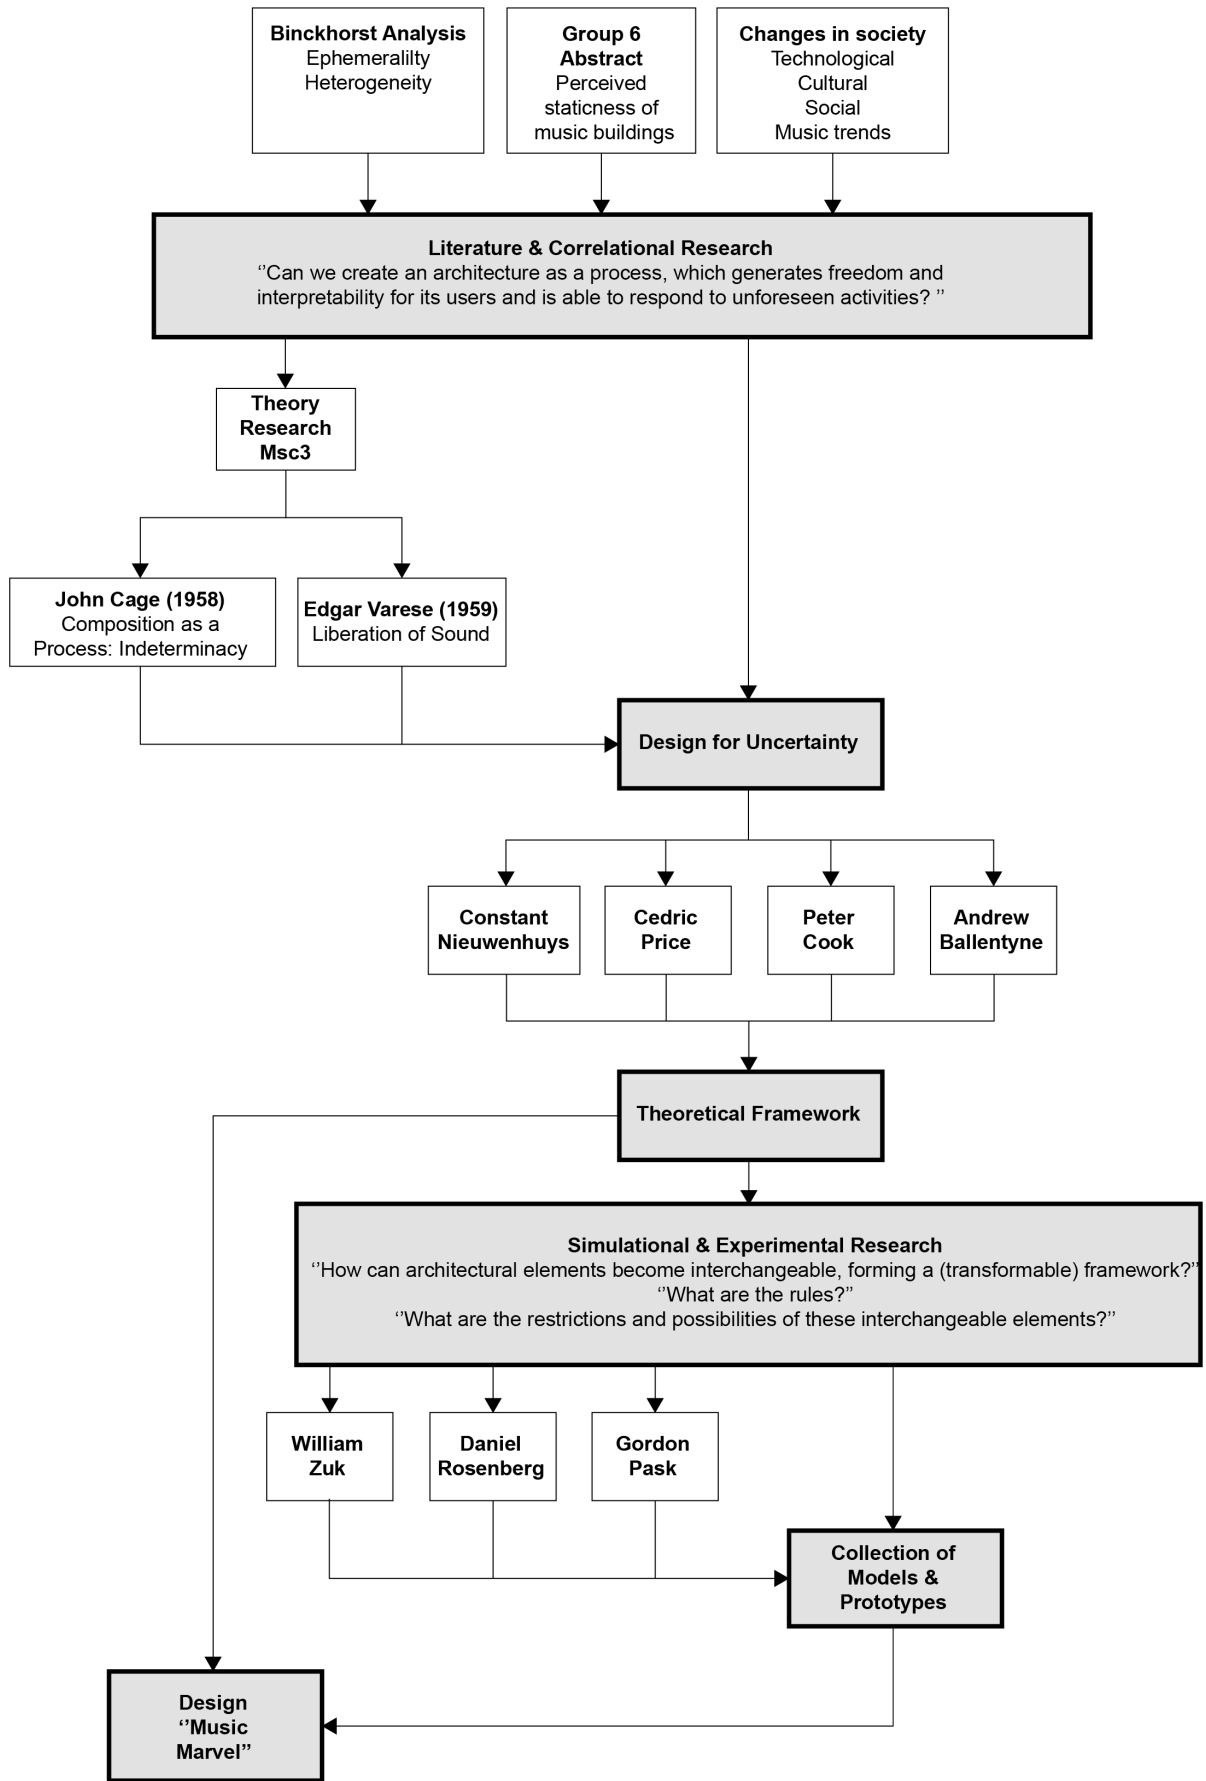 Binckhorst Analysis
Ephemeralilty
Heterogeneity
Group 6
Abstract
Perceived
staticness of
music buildings
Changes in society
Technological
Cultural
Social
Music trends
Literature & Correlational Research
‘’Can we create an architecture as a process, which generates freedom and
interpretability for its users and is able to respond to unforeseen activities? ’’
Theory
Research
Msc3
John Cage (1958)
Composition as a
Process: Indeterminacy
Edgar Varese (1959)
Liberation of Sound
Design for Uncertainty
Constant
Nieuwenhuys
Cedric
Price
Peter
Cook
Andrew
Ballentyne
Theoretical Framework
Simulational & Experimental Research
‘’How can architectural elements become interchangeable, forming a (transformable) framework?’’
‘’What are the rules?’’
‘’What are the restrictions and possibilities of these interchangeable elements?’’
William
Zuk
Daniel
Rosenberg
Gordon
Pask
Collection of
Models &
Prototypes
Design
‘’Music
Marvel’’